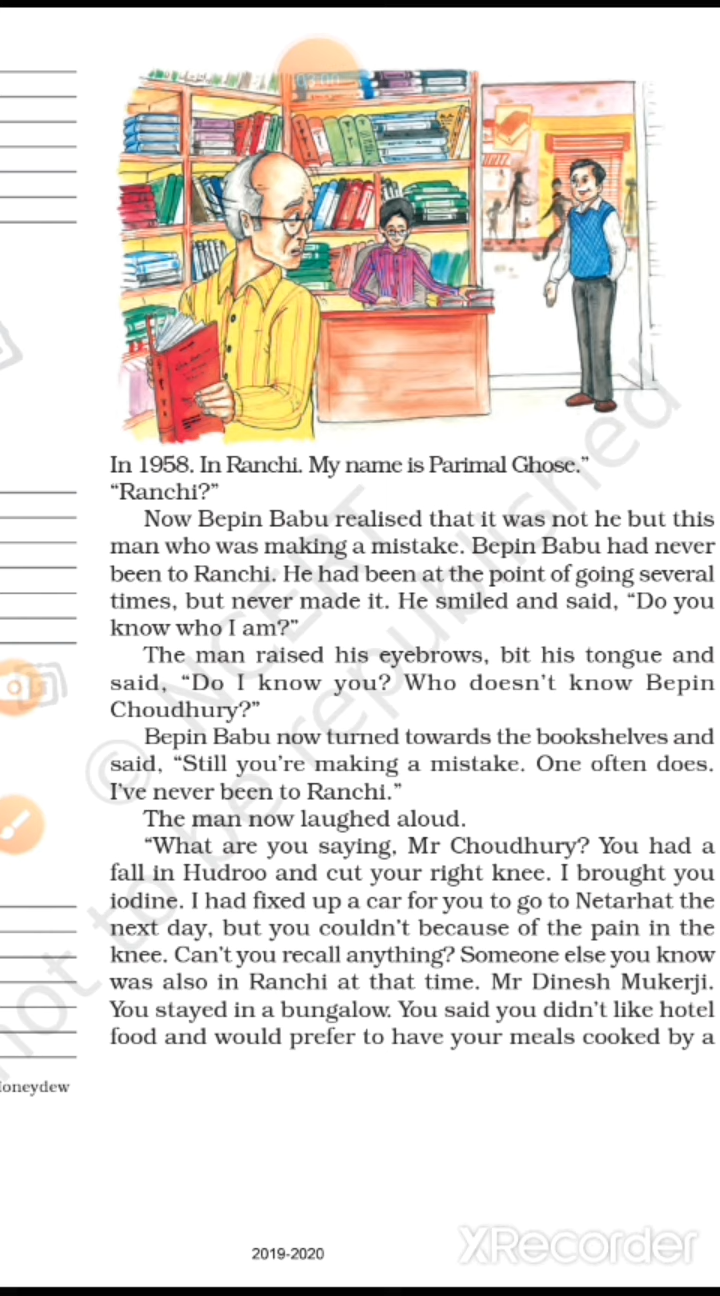 03:00
In 1958. In Ranchi. My name is Parimal Ghose.”
“Ranchi?”
Now Bepin Babu realised that it was not he but this
man who was making a mistake. Bepin Babu had never
been to Ranchi. He had been at the point of going several
times, but never made it. He smiled and said, “Do you
know who I am?”
The man raised his eyebrows, bit his tongue and
said, “Do I know you? Who doesn’t know Bepin
Choudhury?”
Bepin Babu now turned towards the bookshelves and
said, “Still you’re making a mistake. One often does.
I’ve never been to Ranchi.”
The man now laughed aloud.
“What are you saying, Mr Choudhury? You had a
fall in Hudroo and cut your right knee. I brought you
iodine. I had fixed up a car for you to go to Netarhat the
next day, but you couldn’t because of the pain in the
knee. Can’t you recall anything? Someone else you know
was also in Ranchi at that time. Mr Dinesh Mukerji.
You stayed in a bungalow. You said you didn’t like hotel
food and would prefer to have your meals cooked by a
oneydew
© NCERT
not to be republished
2019-2020
XRecorder